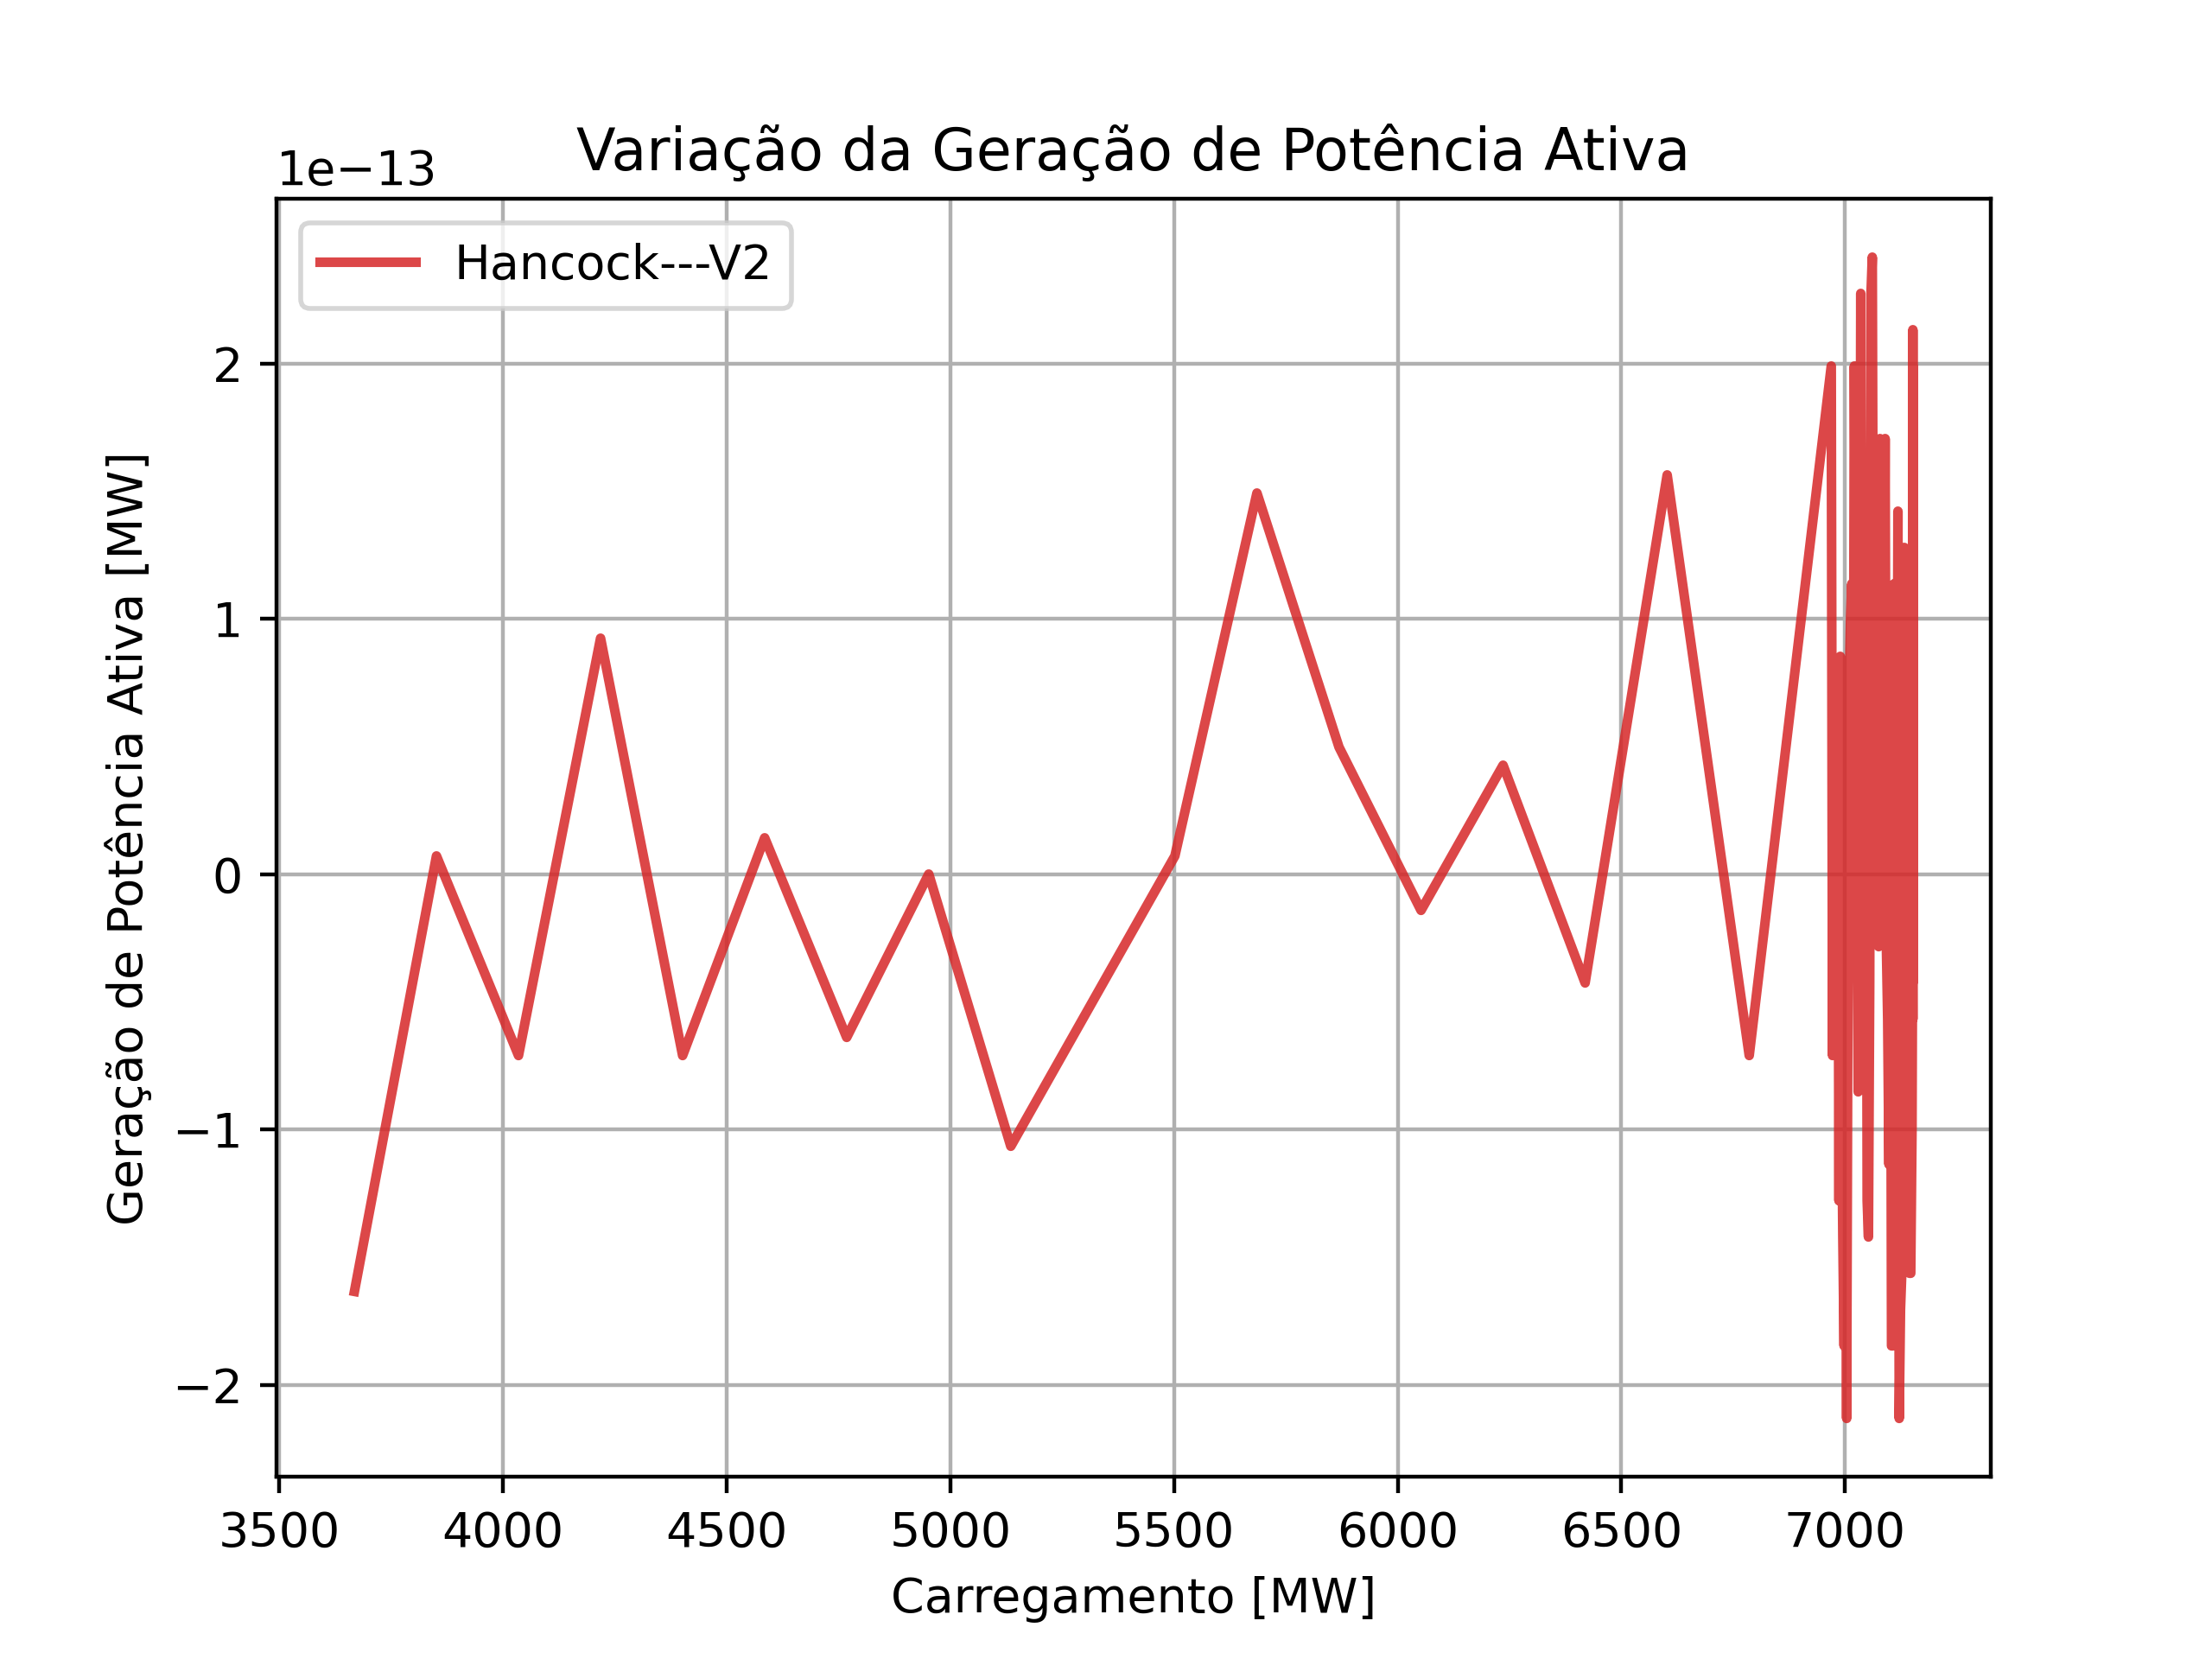 Variação da Geração de Potência Ativa
1e−13
Hancock---V2
Geração de Potência Ativa [MW]
2
1
0
−1
−2
3500 4000 4500 5000 5500 6000 6500 7000
Carregamento [MW]